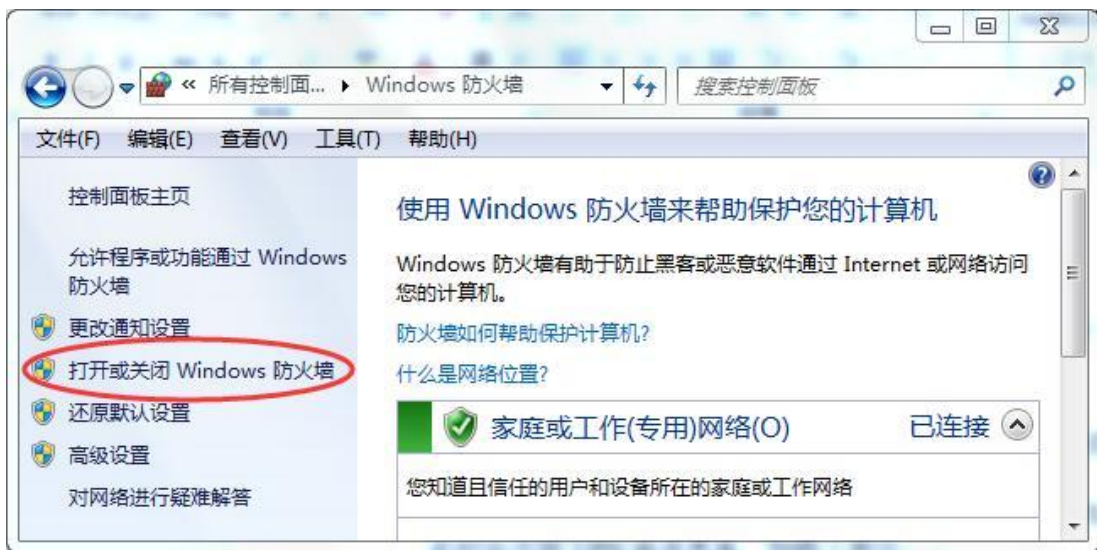 « 所有控制面... ▸ Windows 防火墙
搜索控制面板
文件(F) 编辑(E) 查看(V) 工具(T) 帮助(H)
控制面板主页
允许程序或功能通过 Windows
防火墙
更改通知设置
打开或关闭 Windows 防火墙
还原默认设置
高级设置
对网络进行疑难解答
使用 Windows 防火墙来帮助保护您的计算机
Windows 防火墙有助于防止黑客或恶意软件通过 Internet 或网络访问
您的计算机。
防火墙如何帮助保护计算机?
什么是网络位置?
家庭或工作(专用)网络(O) 已连接
您知道且信任的用户和设备所在的家庭或工作网络